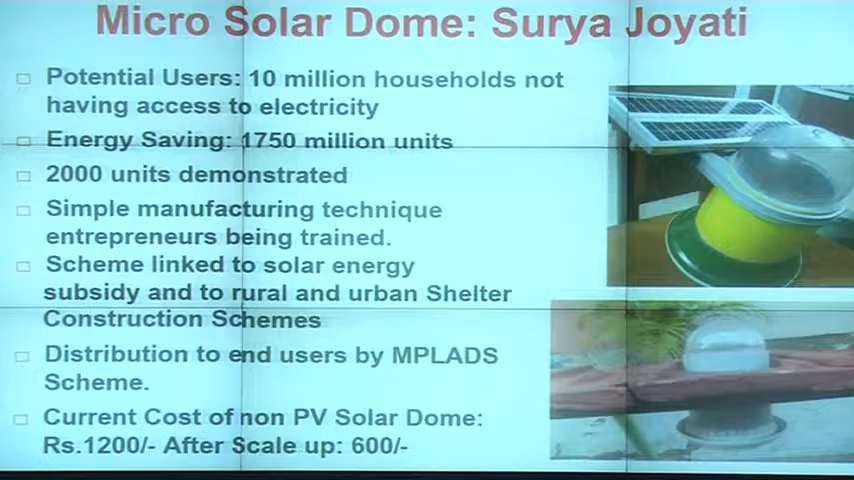 Micro Solar Dome: Surya Joyati
Potential Users: 10 million households not
having access to electricity
Energy Saving: 1750 million units
2000 units demonstrated
Simple manufacturing technique
entrepreneurs being trained.
Scheme linked to solar energy
subsidy and to rural and urban Shelter
Construction Schemes
Distribution to end users by MPLADS
Scheme.
Current Cost of non PV Solar Dome:
Rs.1200/- After Scale up: 600/-